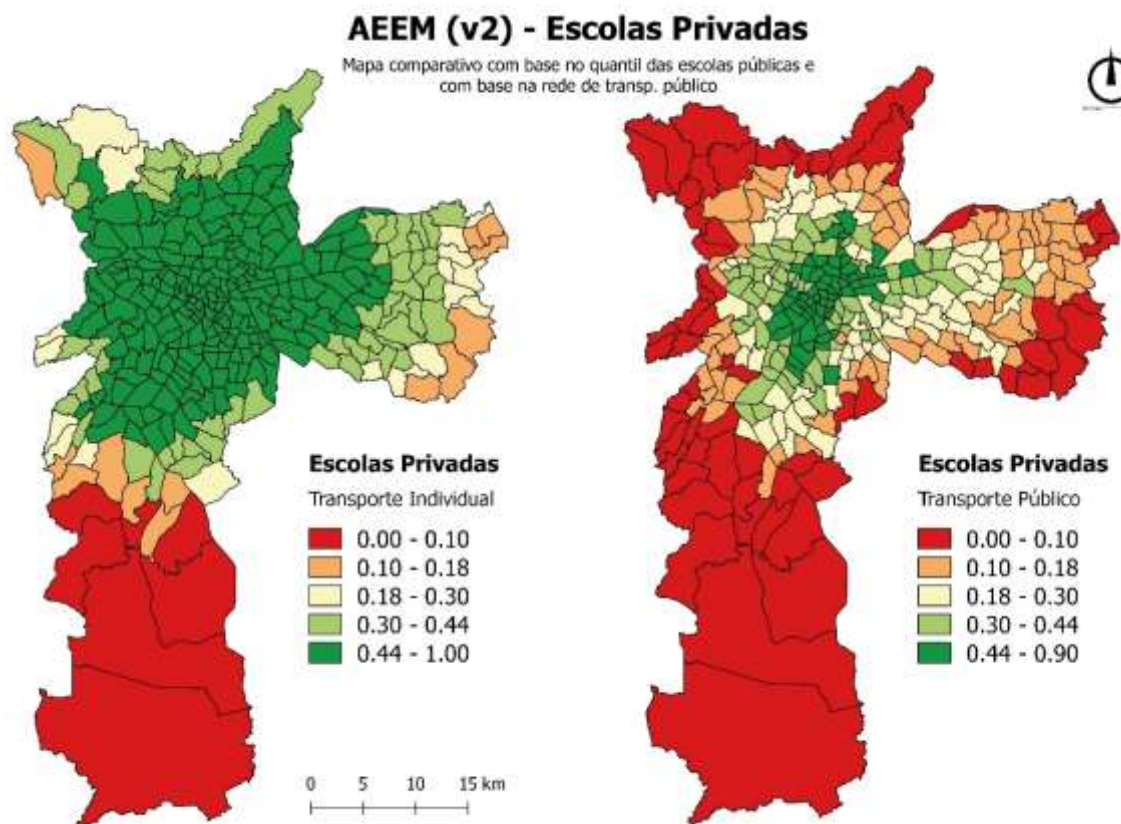 AEEM (v2) - Escolas Privadas
Mapa comparativo com base no quantil das escolas públicas e
com base na rede de transp. público
Escolas Privadas
Transporte Individual
0.00 - 0.10
0.10 - 0.18
0.18 - 0.30
0.30 - 0.44
0.44 - 1.00
0 5 10 15 km
Escolas Privadas
Transporte Público
0.00 - 0.10
0.10 - 0.18
0.18 - 0.30
0.30 - 0.44
0.44 - 0.90